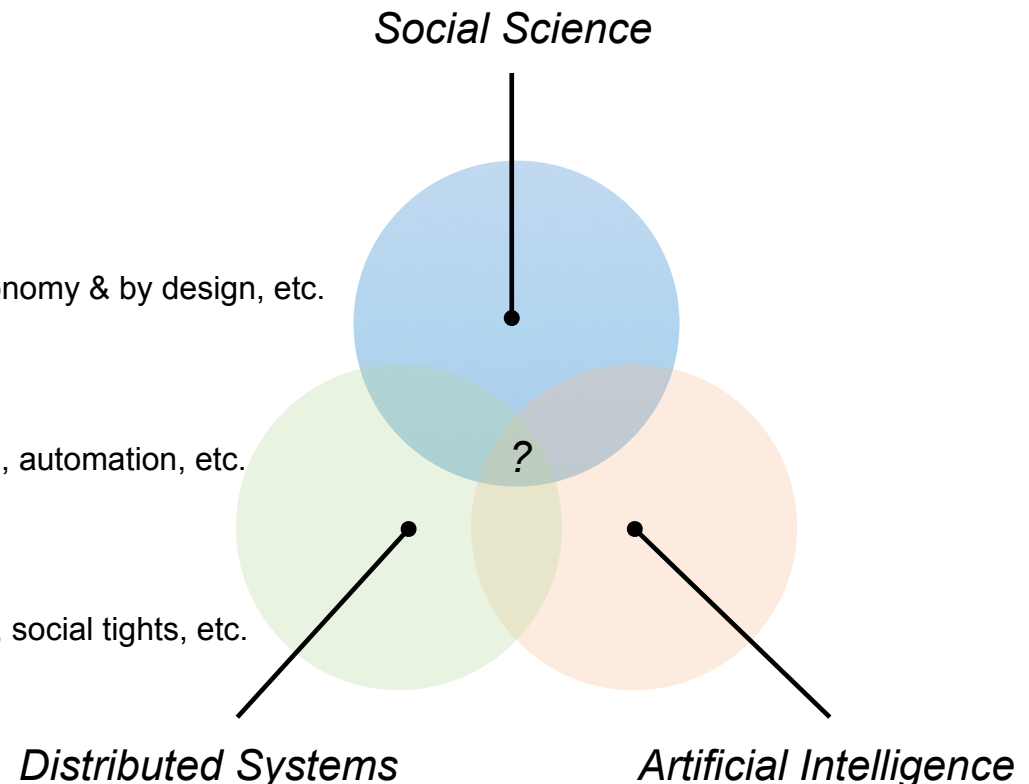 Social Science
nomy & by design, etc.
?
, automation, etc.
social tights, etc.
Distributed Systems
Artificial Intelligence